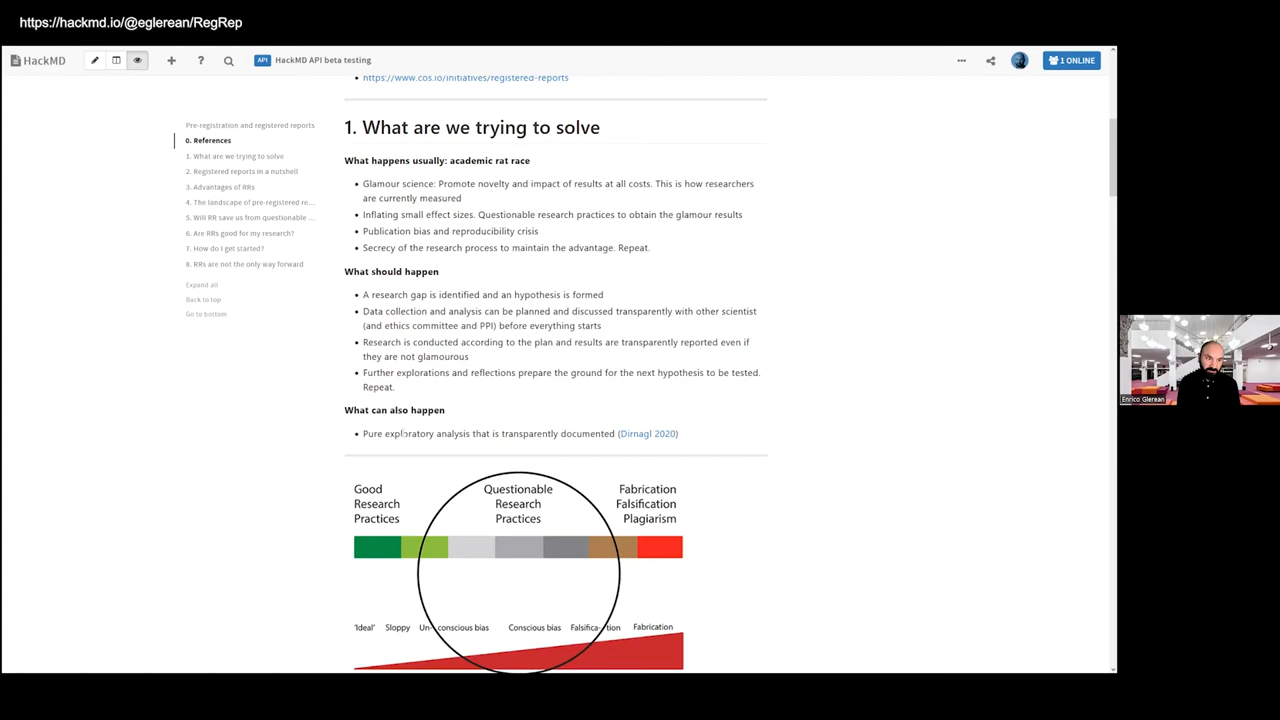 https://hackmd.io/@eglerean/RegRep
HackMD
API HackMD API beta testing
1 ONLINE
https://www.cos.io/initiatives/registered-reports
Pre-registration and registered reports
0. References
1. What are we trying to solve
2. Registered reports in a nutshell
3. Advantages of RRs
4. The landscape of pre-registered re...
5. Will RR save us from questionable ...
6. Are RRs good for my research?
7. How do I get started?
8. RRs are not the only way forward
Expand all
Back to top
Go to bottom
1. What are we trying to solve
What happens usually: academic rat race
• Glamour science: Promote novelty and impact of results at all costs. This is how researchers
are currently measured
• Inflating small effect sizes. Questionable research practices to obtain the glamour results
• Publication bias and reproducibility crisis
• Secrecy of the research process to maintain the advantage. Repeat.
What should happen
• A research gap is identified and an hypothesis is formed
• Data collection and analysis can be planned and discussed transparently with other scientist
(and ethics committee and PPI) before everything starts
• Research is conducted according to the plan and results are transparently reported even if
they are not glamourous
• Further explorations and reflections prepare the ground for the next hypothesis to be tested.
Repeat.
What can also happen
• Pure exploratory analysis that is transparently documented (Dirnagl 2020)
Good
Research
Practices
Questionable
Research
Practices
Fabrication
Falsification
Plagiarism
'Ideal' Sloppy Un-conscious bias Conscious bias Falsifica-tion Fabrication
Enrico Glerean